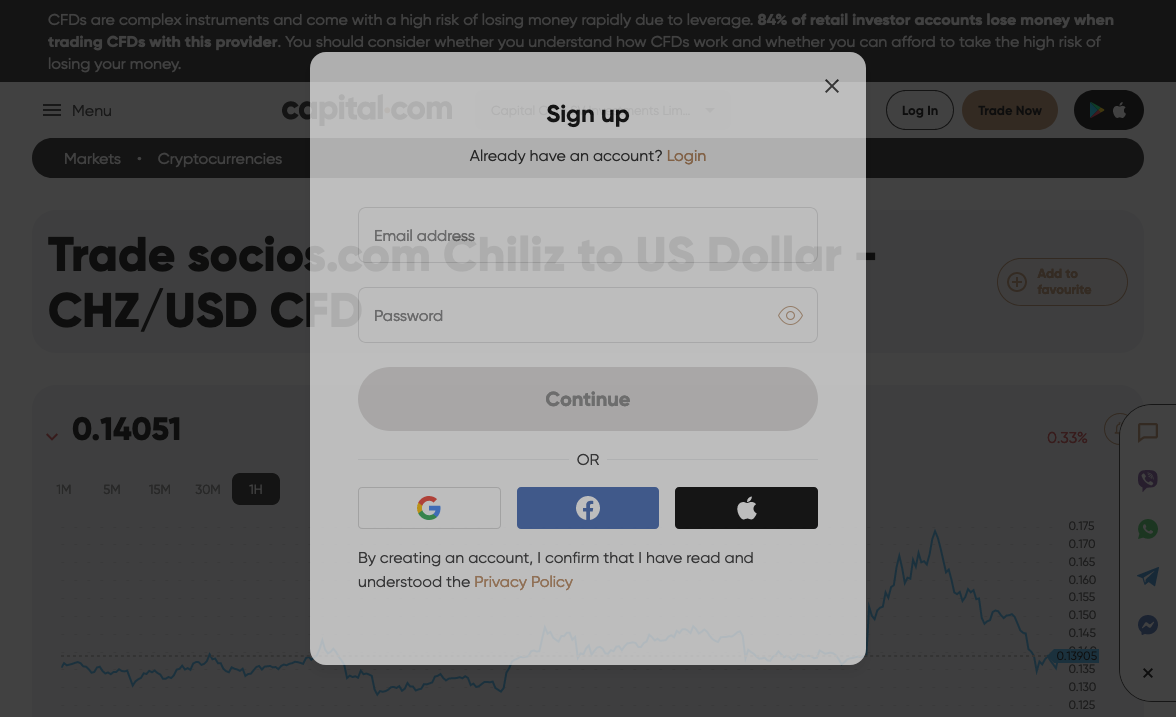 CFDs are complex instruments and come with a high risk of losing money rapidly due to leverage. 84% of retail investor accounts lose money when
trading CFDs with this provider. You should consider whether you understand how CFDs work and whether you can afford to take the high risk of
losing your money.
Menu
capital.com
Log In
Trade Now
Markets • Cryptocurrencies
Sign up
Already have an account? Login
Email address
Password
Continue
OR
By creating an account, I confirm that I have read and
understood the Privacy Policy
Trade socios.com Chiliz to US Dollar -
CHZ/USD CFD
Add to
favourite
0.14051
0.33%
1M 5M 15M 30M 1H
0.175
0.170
0.165
0.160
0.155
0.150
0.145
0.140
0.13905
0.135
0.130
0.125